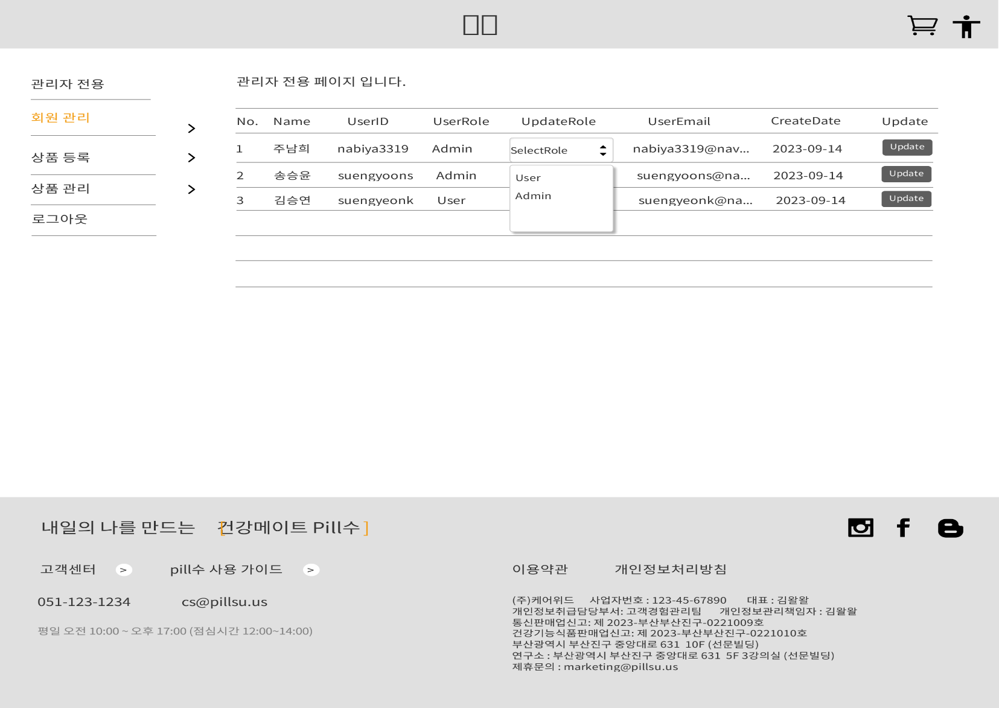 관리자 전용
회원 관리
상품 등록
상품 관리
로그아웃
관리자 전용 페이지 입니다.
No. Name UserID UserRole UpdateRole UserEmail CreateDate Update
1 주남희 nabiya3319 Admin SelectRole nabiya3319@nav... 2023-09-14 Update
2 송승윤 suengyoons Admin suengyoons@na... 2023-09-14 Update
3 김승연 suengyeonk User suengyeonk@na... 2023-09-14 Update
User
Admin
내일의 나를 만드는 [건강메이트 Pill수]
고객센터 > pill수 사용 가이드 >
051-123-1234 cs@pillsu.us
평일 오전 10:00 ~ 오후 17:00 (점심시간 12:00~14:00)
이용약관 개인정보처리방침
(주)케어위드 사업자번호 : 123-45-67890 대표 : 김왈왈
개인정보취급담당부서: 고객경험관리팀 개인정보관리책임자 : 김왈왈
통신판매업신고: 제 2023-부산부산진구-0221009호
건강기능식품판매업신고: 제 2023-부산부산진구-0221010호
부산광역시 부산진구 중앙대로 631 10F (선문빌딩)
연구소 : 부산광역시 부산진구 중앙대로 631 5F 3강의실 (선문빌딩)
제휴문의 : marketing@pillsu.us